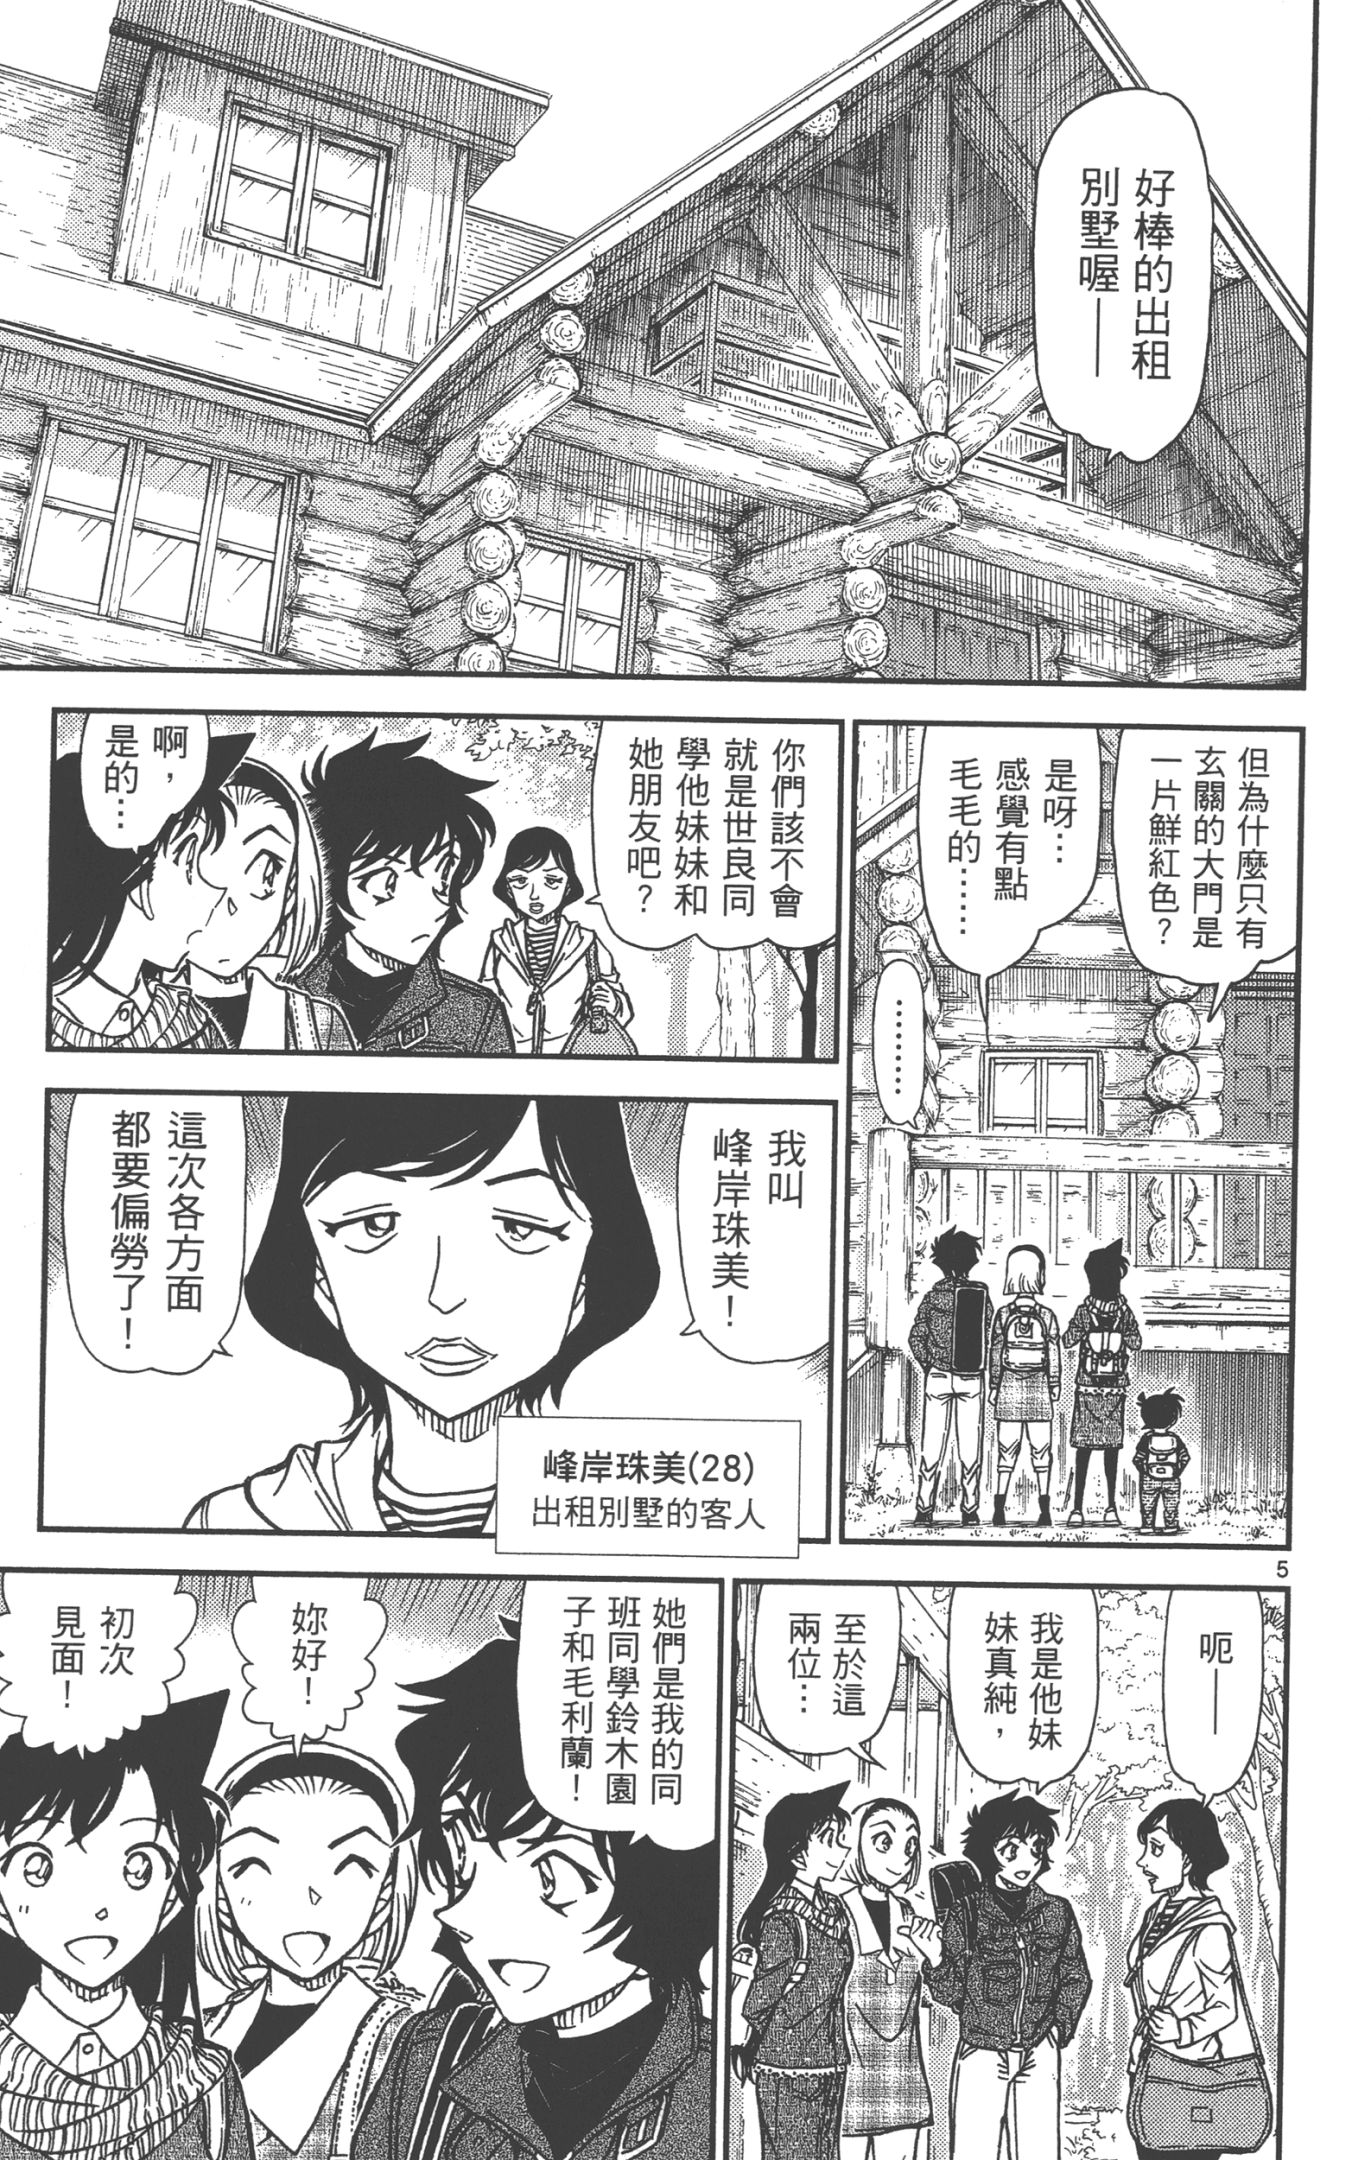 好棒的出租
別墅喔——
但為什麼只有
玄關的大門是
一片鮮紅色？
是呀…
感覺有點
毛毛的……
………
你們該不會
就是世良同
學他妹妹和
她朋友吧？
啊，
是的…
我叫
峰岸珠美！
這次各方面
都要偏勞了！
峰岸珠美(28)
出租別墅的客人
5
呃——
我是他妹
妹真純，
至於這
兩位…
她們是我的同
班同學鈴木園
子和毛利蘭！
妳好！
初次
見面！